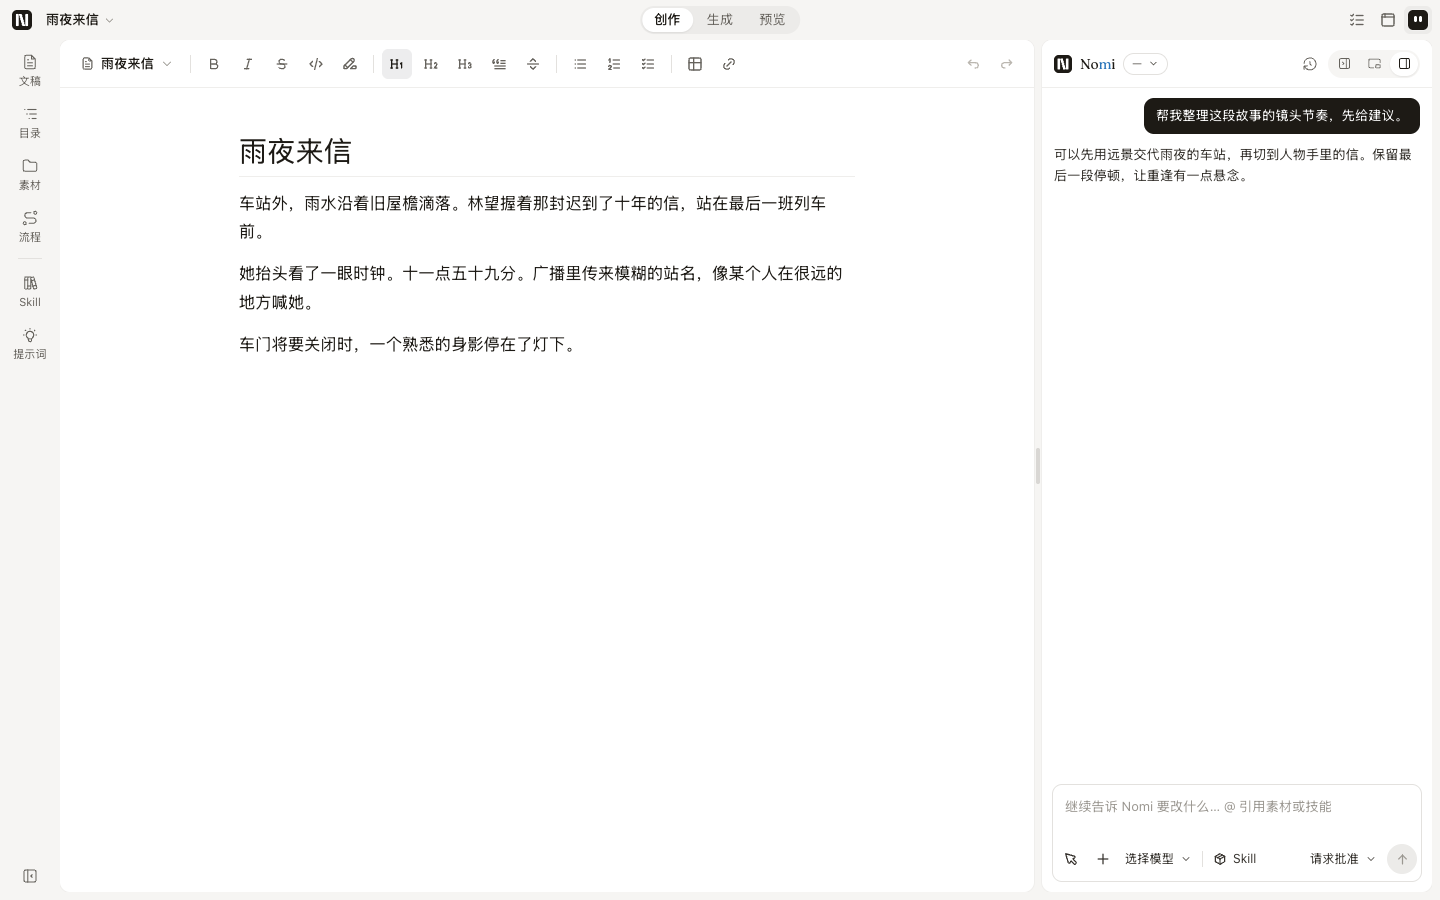 雨夜来信
创作
生成
预览
文稿
目录
素材
流程
Skill
提示词
雨夜来信
B
I
S
H1
H2
H3
雨夜来信
车站外，雨水沿着旧屋檐滴落。林望握着那封迟到了十年的信，站在最后一班列车
前。
她抬头看了一眼时钟。十一点五十九分。广播里传来模糊的站名，像某个人在很远的
地方喊她。
车门将要关闭时，一个熟悉的身影停在了灯下。
Nomi
—
帮我整理这段故事的镜头节奏，先给建议。
可以先用远景交代雨夜的车站，再切到人物手里的信。保留最
后一段停顿，让重逢有一点悬念。
继续告诉 Nomi 要改什么... @ 引用素材或技能
选择模型
Skill
请求批准